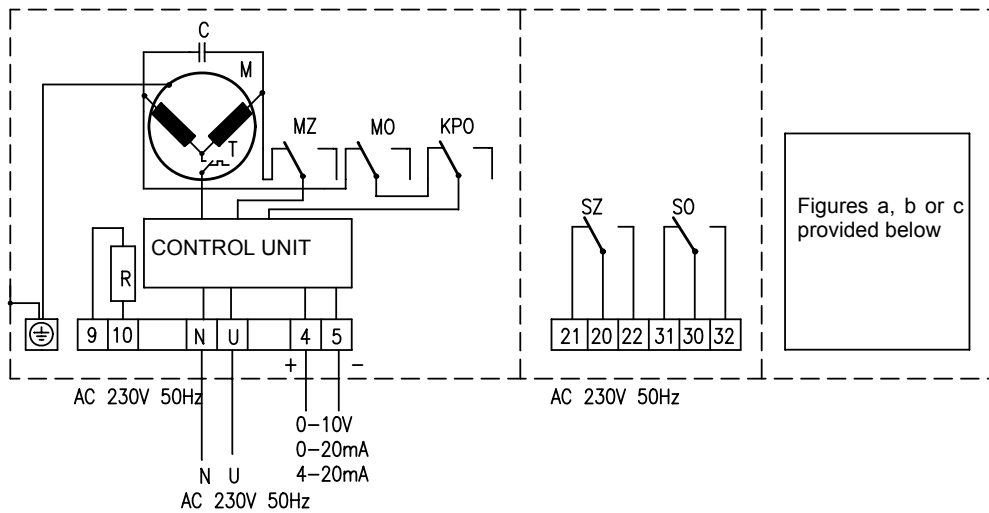 C
M
MZ
MO
KPO
T
CONTROL UNIT
R
SZ
SO
Figures a, b or c
provided below
9 10 N U 4 5
21 20 22 31 30 32
+ −
AC 230V 50Hz
AC 230V 50Hz
0−10V
0−20mA
4−20mA
N U
AC 230V 50Hz